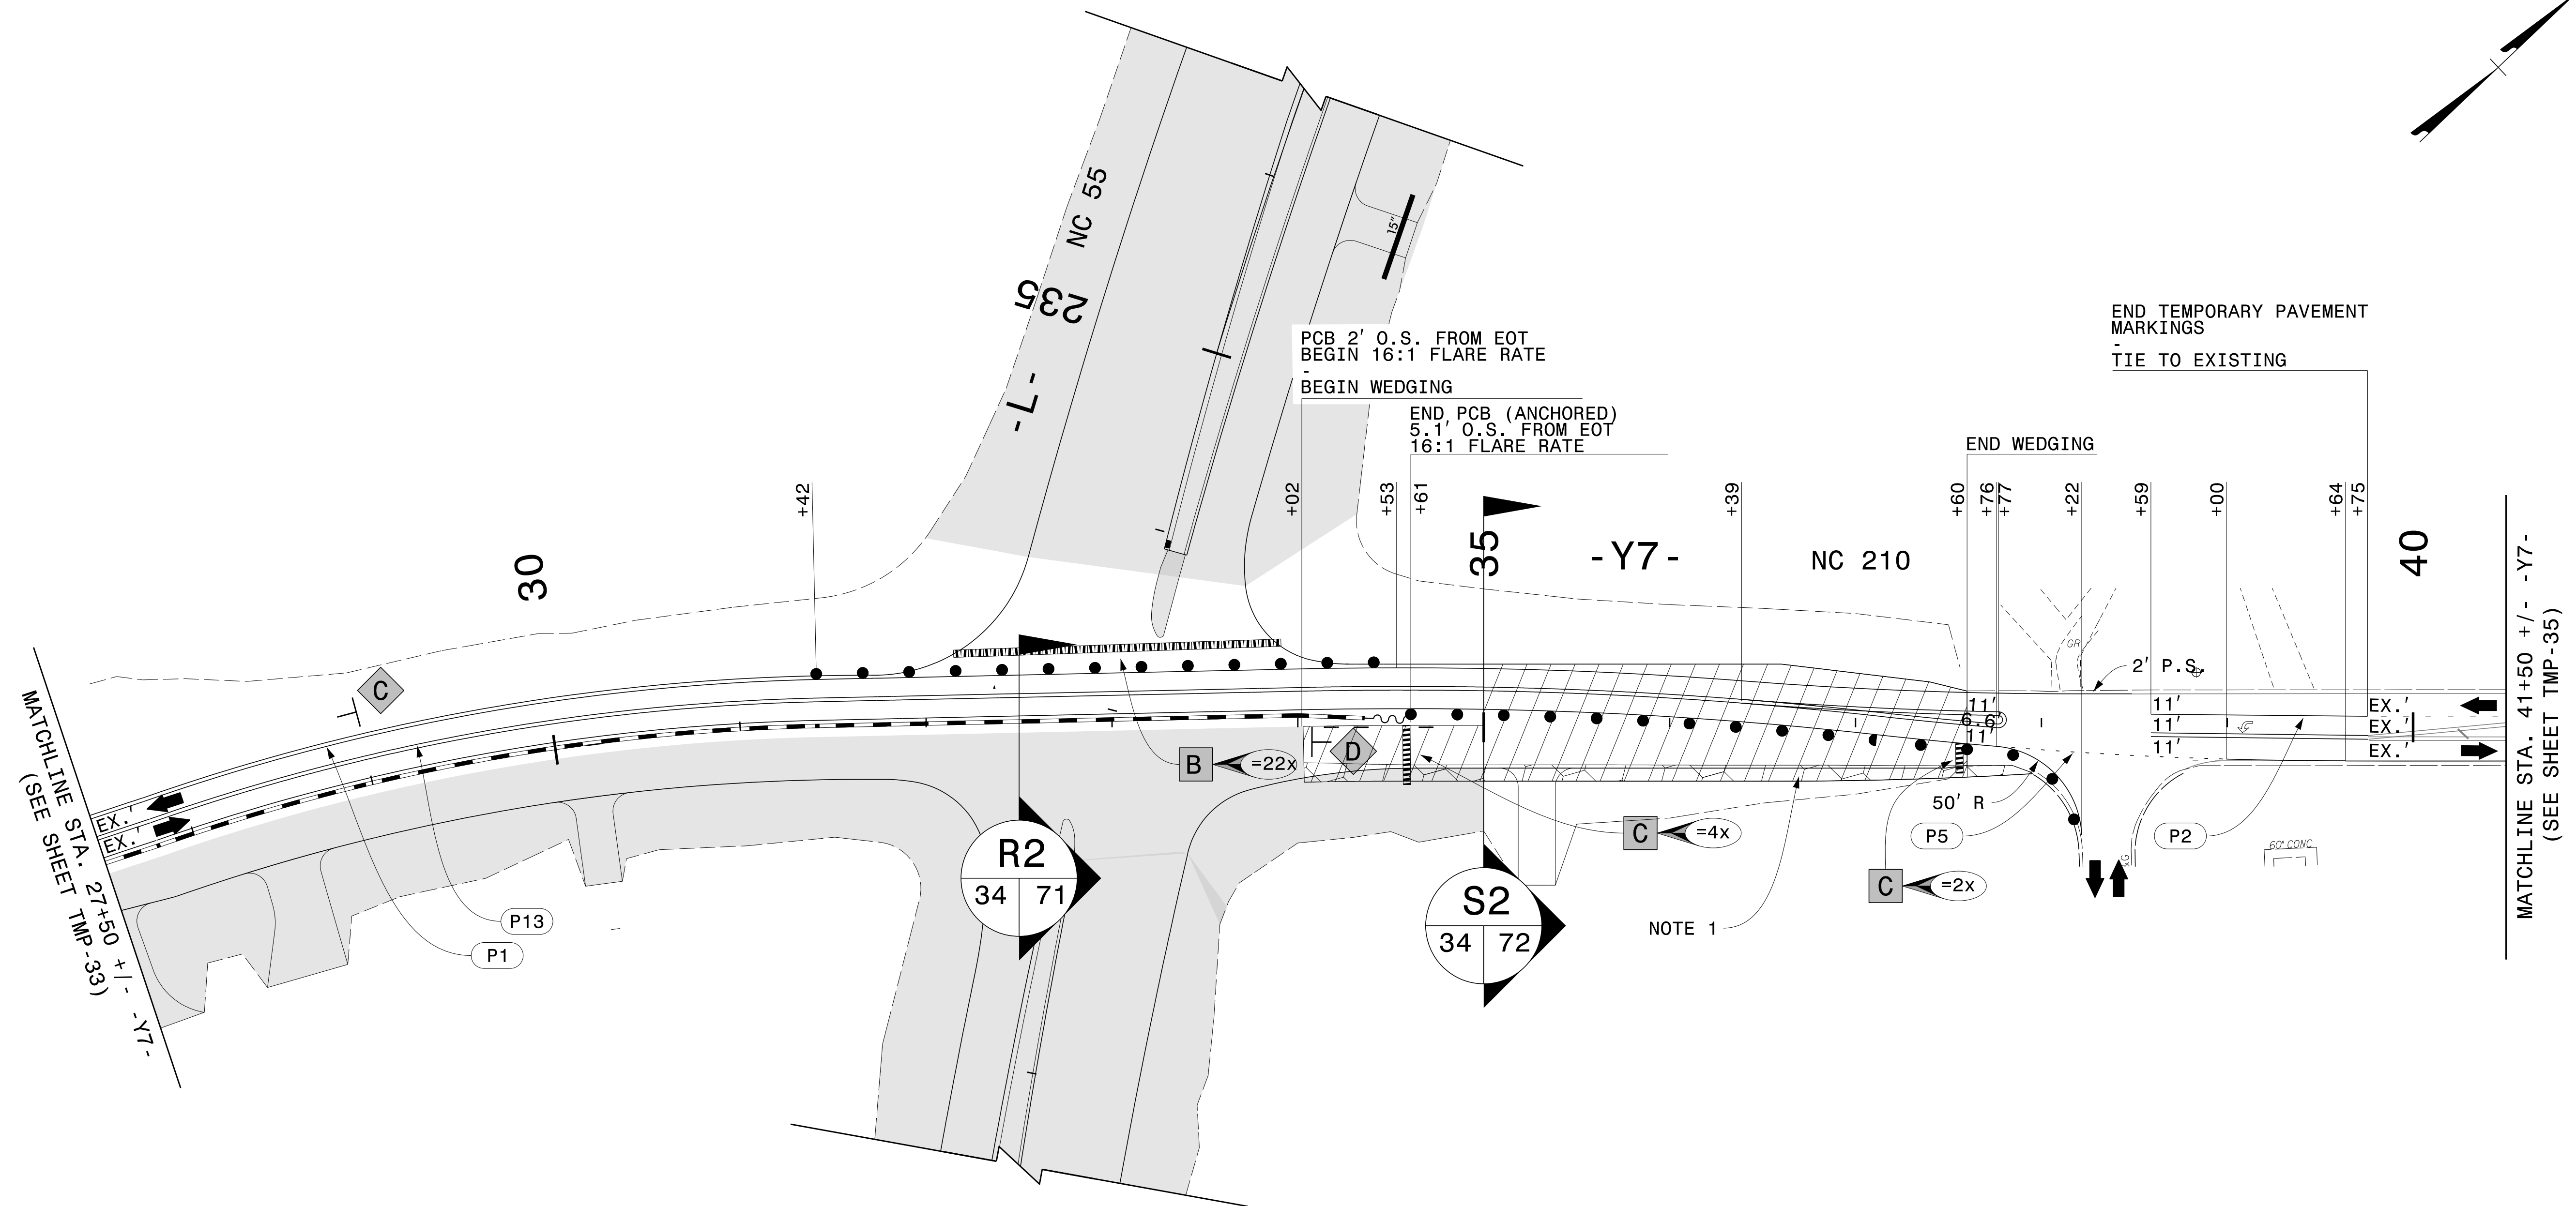 NC 55
235
-L-
15"
PCB 2' O.S. FROM EOT
BEGIN 16:1 FLARE RATE
-
BEGIN WEDGING
END PCB (ANCHORED)
5.1' O.S. FROM EOT
16:1 FLARE RATE
END WEDGING
END TEMPORARY PAVEMENT
MARKINGS
-
TIE TO EXISTING
+42
+02
+53
+61
+39
+60
+76
+77
+22
+59
+00
+64
+75
30
35
-Y7-
NC 210
40
GR
2' P.S.
C
11'
6.6'
11'
11'
11'
11'
EX.'
EX.'
EX.'
B
=22x
D
C
=4x
C
=2x
50' R
P5
P2
60" CONC
NOTE 1
EX.'
EX.'
P13
P1
R2
34
71
S2
34
72
MATCHLINE STA. 27+50 +/- -Y7-
(SEE SHEET TMP-33)
MATCHLINE STA. 41+50 +/- -Y7-
(SEE SHEET TMP-35)